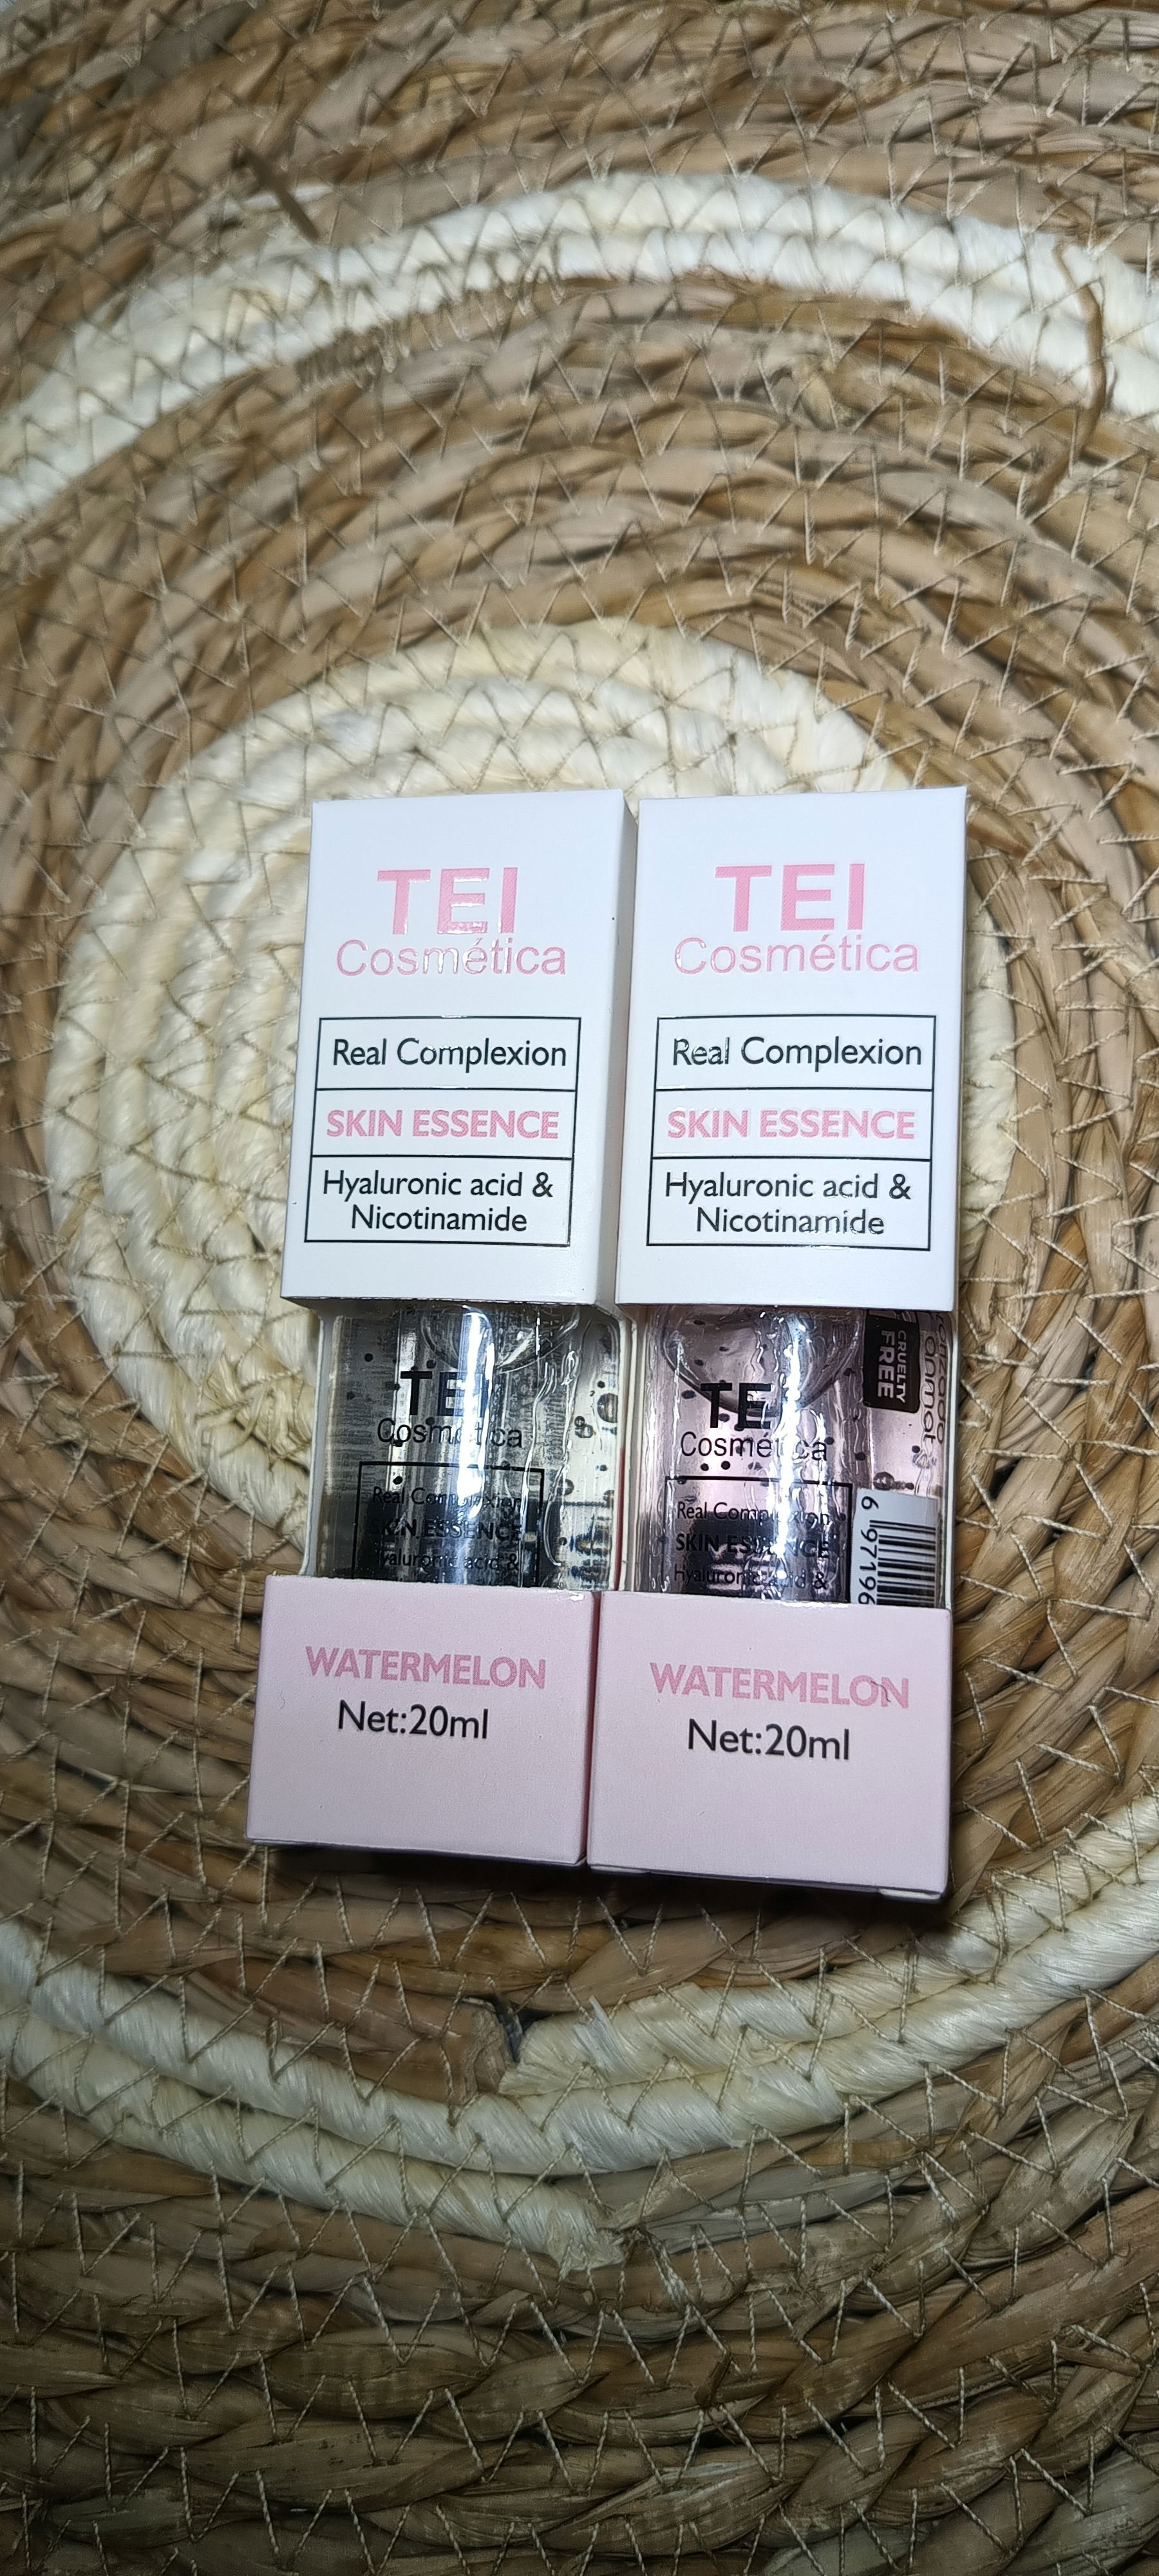 TEI
Cosmética
Real Complexion
SKIN ESSENCE
Hyaluronic acid &
Nicotinamide
TEI
Cosmética
Real Complexion
SKIN ESSENCE
Hyaluronic acid &
WATERMELON
Net:20ml
TEI
Cosmética
Real Complexion
SKIN ESSENCE
Hyaluronic acid &
Nicotinamide
TEI
Cosmética
Real Complexion
SKIN ESSENCE
Hyaluronic acid &
CRUELTY
FREE
6 97196
WATERMELON
Net:20ml